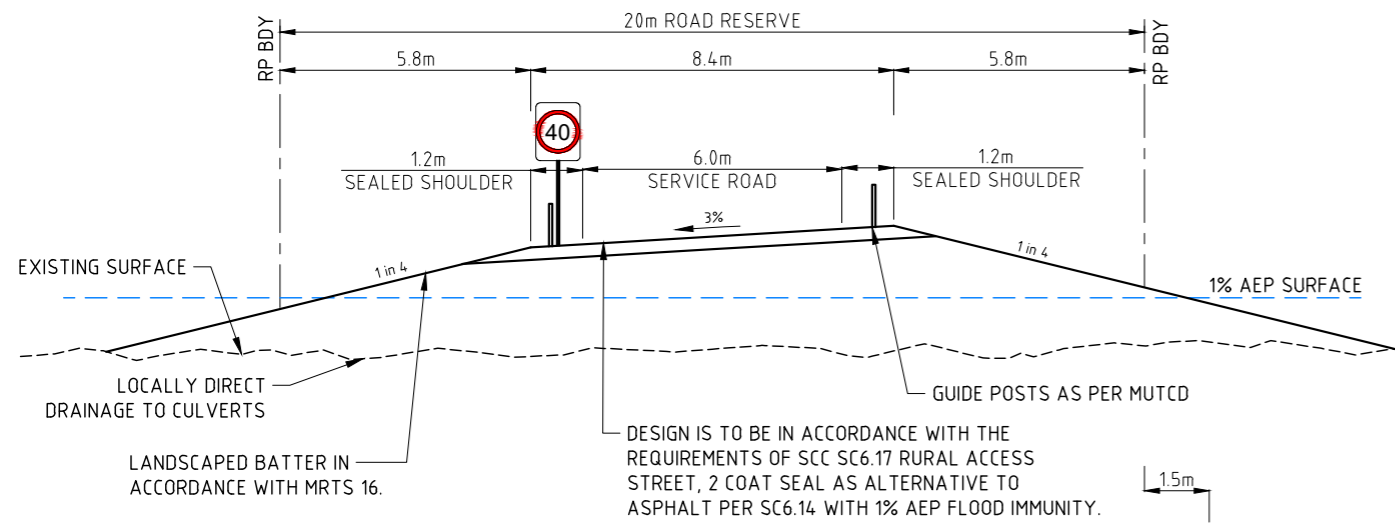 20m ROAD RESERVE
RP BDY
RP BDY
5.8m
8.4m
5.8m
40
1.2m
SEALED SHOULDER
6.0m
SERVICE ROAD
1.2m
SEALED SHOULDER
3%
EXISTING SURFACE
1 in 4
1 in 4
1% AEP SURFACE
LOCALLY DIRECT
DRAINAGE TO CULVERTS
GUIDE POSTS AS PER MUTCD
LANDSCAPED BATTER IN
ACCORDANCE WITH MRTS 16.
DESIGN IS TO BE IN ACCORDANCE WITH THE
REQUIREMENTS OF SCC SC6.17 RURAL ACCESS
STREET, 2 COAT SEAL AS ALTERNATIVE TO
ASPHALT PER SC6.14 WITH 1% AEP FLOOD IMMUNITY.
1.5m